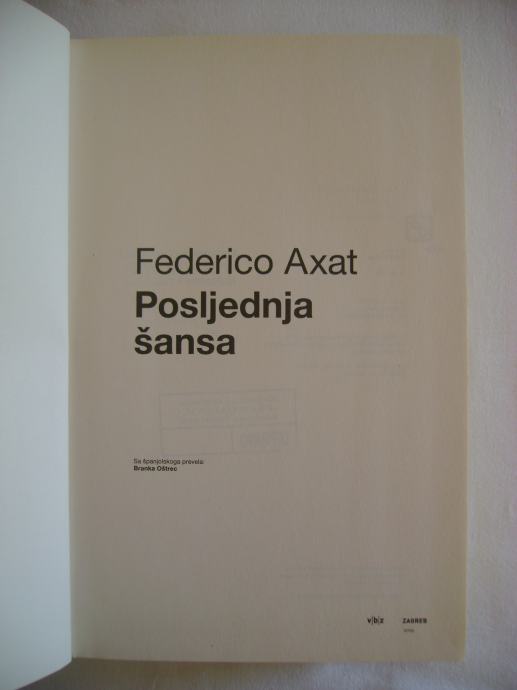 Federico Axat
Posljednja
šansa
Sa španjolskoga prevela:
Branka Oštrec
v|b|z
ZAGREB